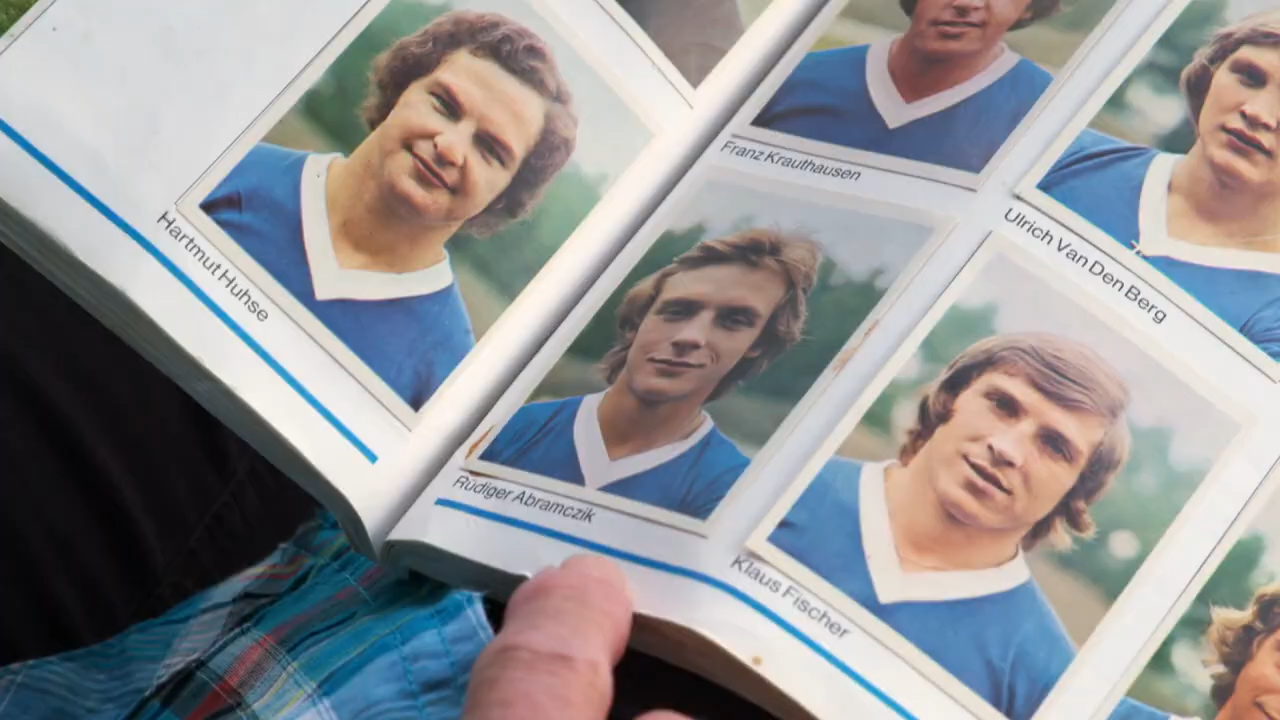 Hartmut Huhse
Franz Krauthausen
Rüdiger Abramczik
Ulrich Van Den Berg
Klaus Fischer